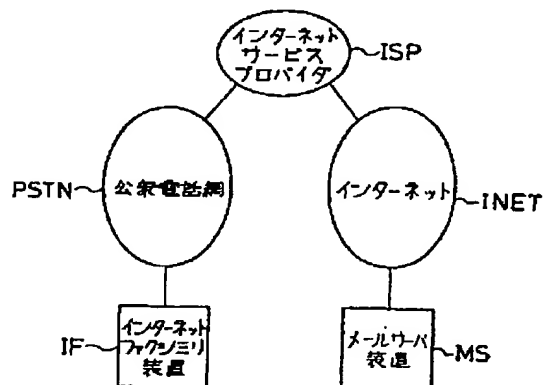 インターネット
サービス
プロバイダ
ISP
PSTN
公衆電話網
インターネット
INET
インターネット
ファクシミリ
装置
IF
メールサーバ
装置
MS